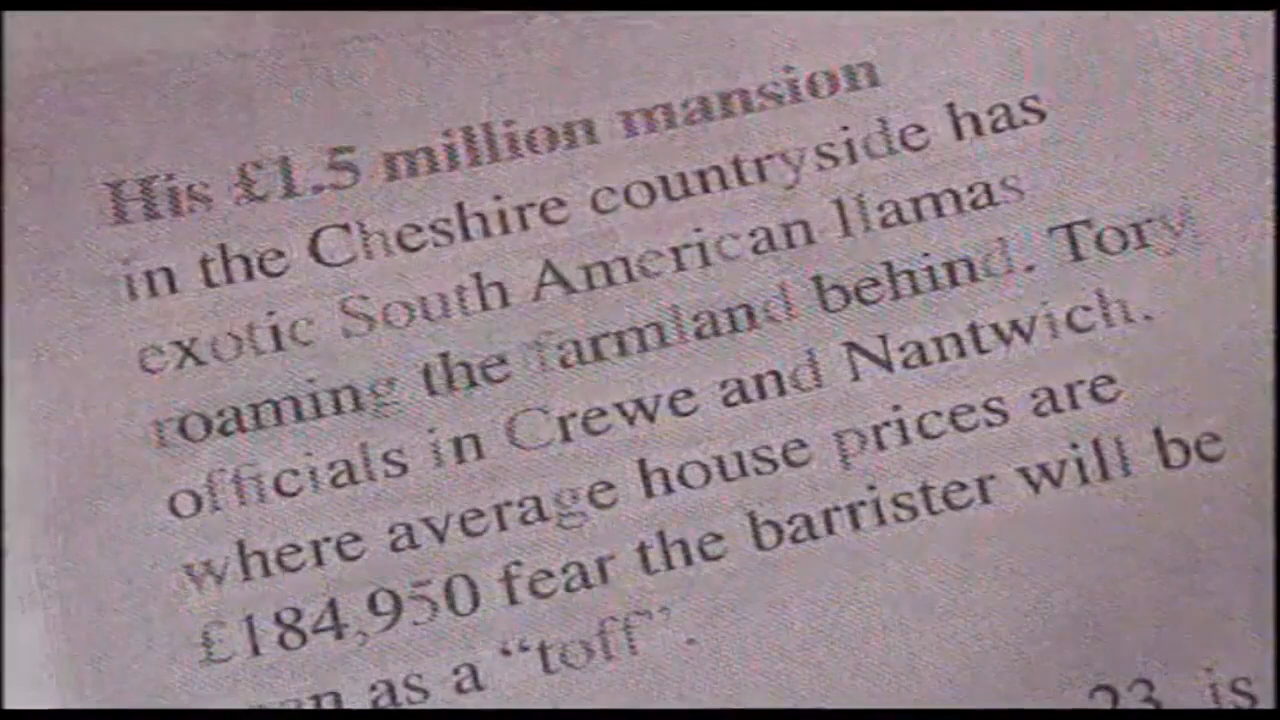 His £1.5 million mansion
in the Cheshire countryside has
exotic South American llamas
roaming the farmland behind. Tory
officials in Crewe and Nantwich,
where average house prices are
£184,950 fear the barrister will be
as a “toff”.
23, is